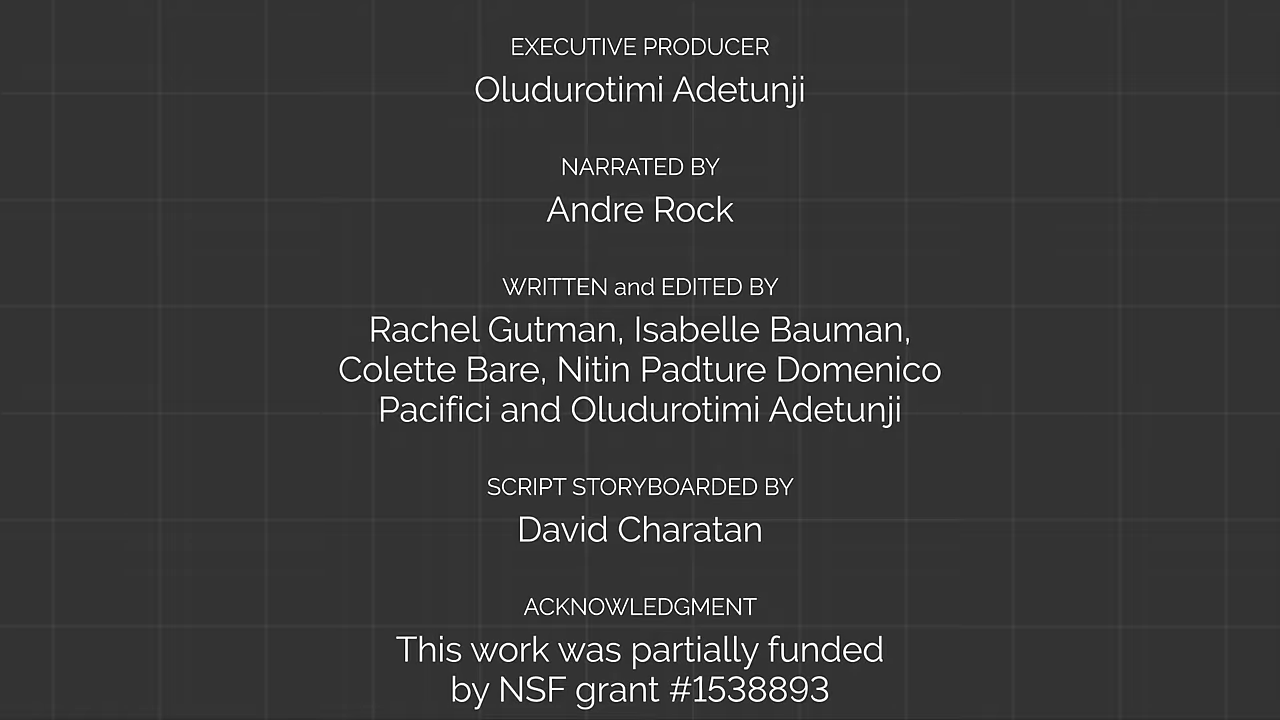 EXECUTIVE PRODUCER
Oludurotimi Adetunji
NARRATED BY
Andre Rock
WRITTEN and EDITED BY
Rachel Gutman, Isabelle Bauman,
Colette Bare, Nitin Padture Domenico
Pacifici and Oludurotimi Adetunji
SCRIPT STORYBOARDED BY
David Charatan
ACKNOWLEDGMENT
This work was partially funded
by NSF grant #1538893